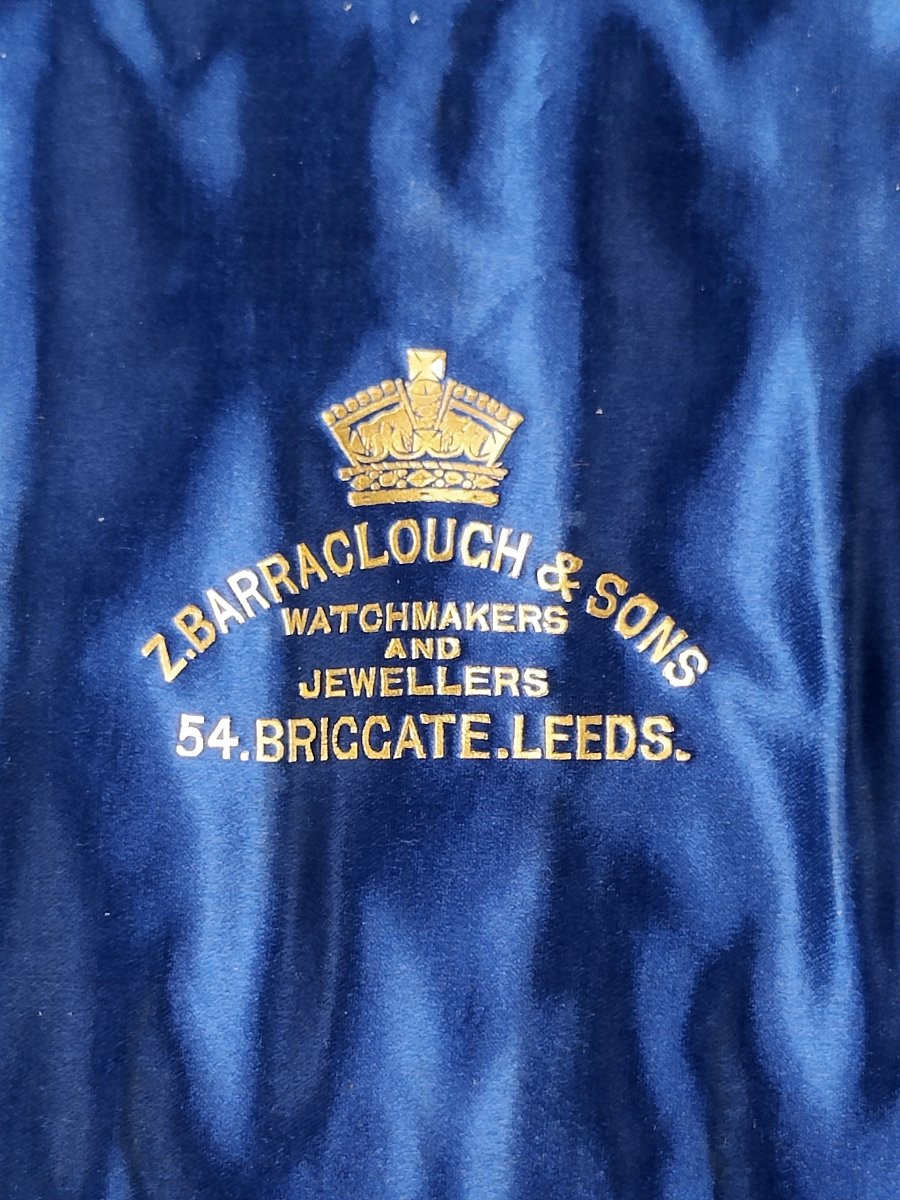 Z.BARRACLOUGH & SONS
WATCHMAKERS
AND
JEWELLERS
54.BRIGGATE.LEEDS.